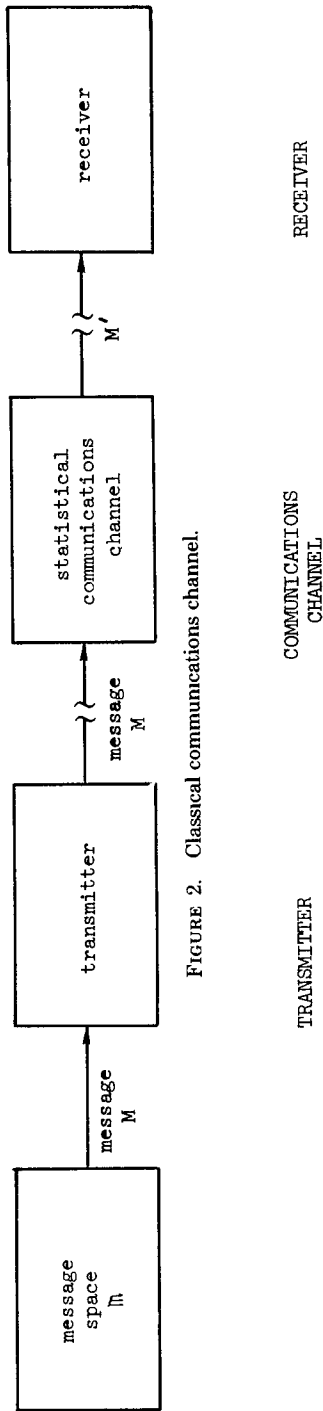 message
space
𝔪
message
M
transmitter
message
M
statistical
communications
channel
M'
receiver
FIGURE 2. Classical communications channel.
TRANSMITTER
COMMUNICATIONS
CHANNEL
RECEIVER